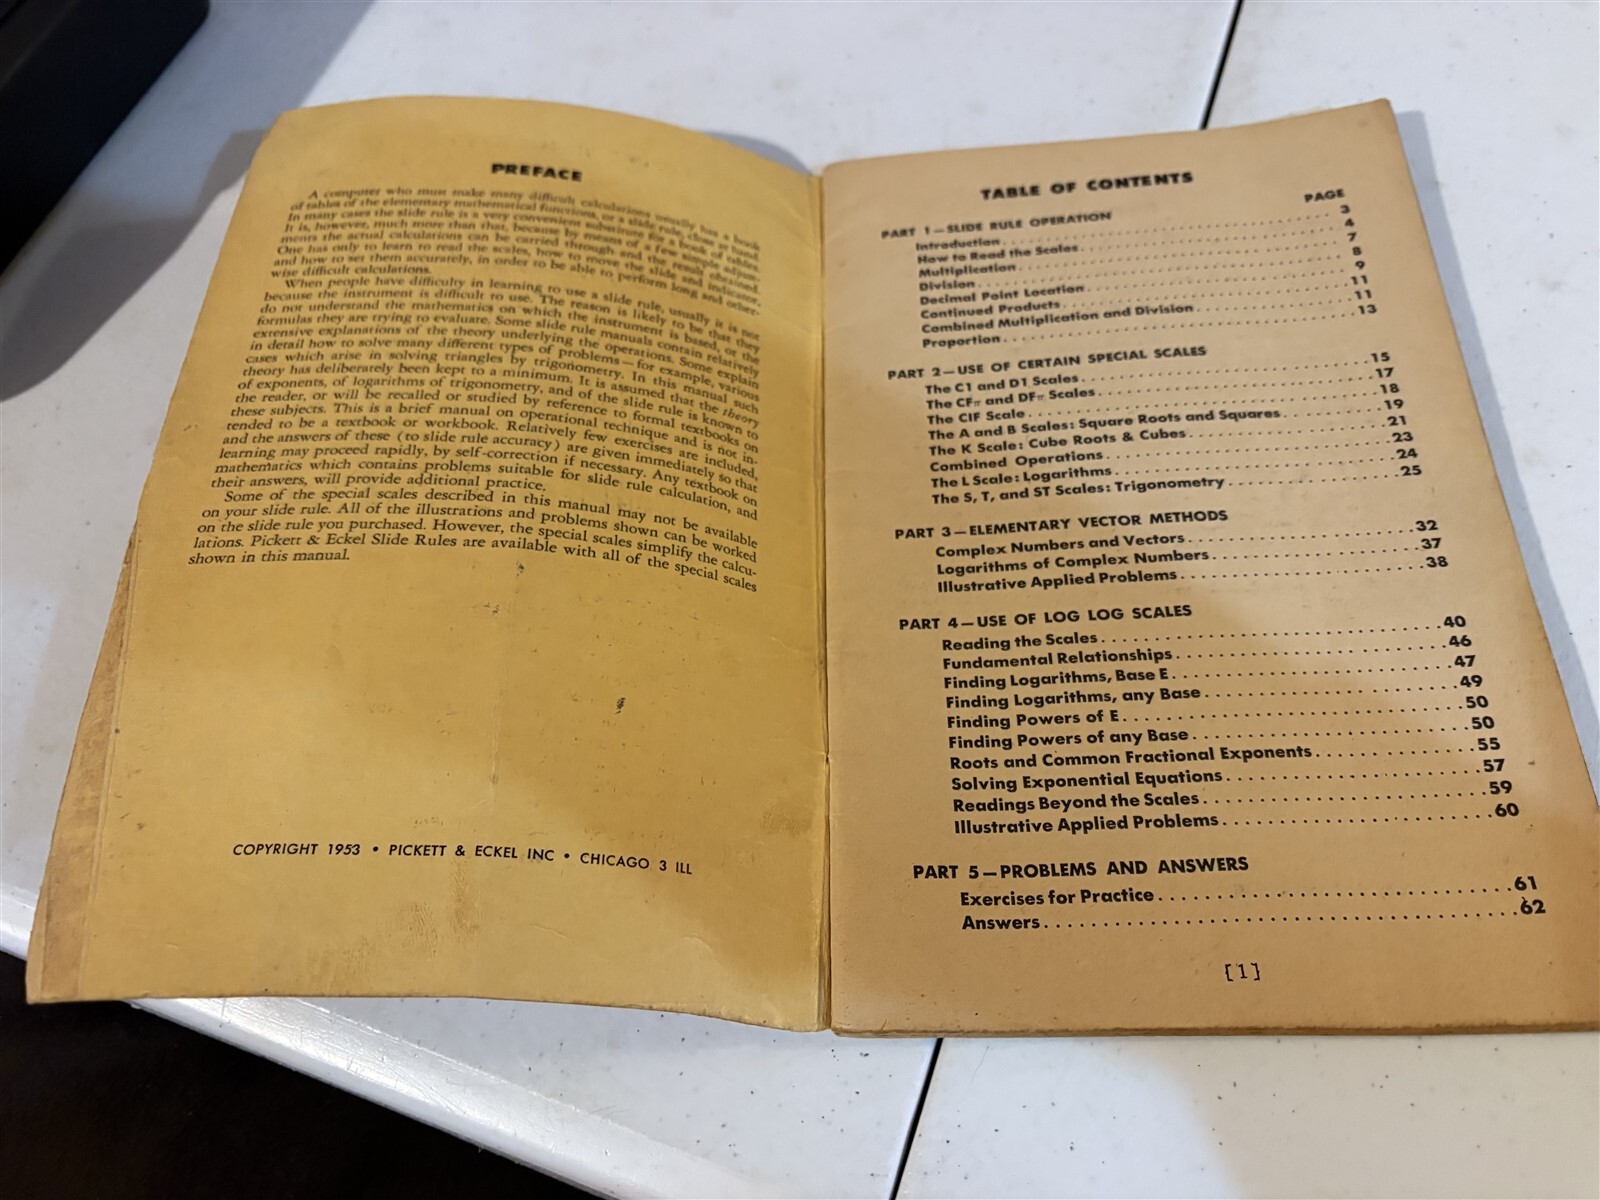 PREFACE
A computer who must make many difficult calculations usually has a book
of tables of the elementary mathematical functions, or a slide rule, close at hand.
In many cases the slide rule is a very convenient substitute for a book of tables.
It is, however, much more than that, because by means of a few simple adjust-
ments the actual calculations can be carried through and the result obtained.
One has only to learn to read the scales, how to move the slide and indicator,
and how to set them accurately, in order to be able to perform long and other-
wise difficult calculations.
When people have difficulty in learning to use a slide rule, usually it is not
because the instrument is difficult to use. The reason is likely to be that they
do not understand the mathematics on which the instrument is based, or the
formulas they are trying to evaluate. Some slide rule manuals contain relatively
extensive explanations of the theory underlying the operations. Some explain
in detail how to solve many different types of problems—for example, various
cases which arise in solving triangles by trigonometry. In this manual such
theory has deliberately been kept to a minimum. It is assumed that the theory
of exponents, of logarithms of trigonometry, and of the slide rule is known to
the reader, or will be recalled or studied by reference to formal textbooks on
these subjects. This is a brief manual on operational technique and is not in-
tended to be a textbook or workbook. Relatively few exercises are included,
and the answers of these (to slide rule accuracy) are given immediately so that
learning may proceed rapidly, by self-correction if necessary. Any textbook on
mathematics which contains problems suitable for slide rule calculation, and
their answers, will provide additional practice.
Some of the special scales described in this manual may not be available
on your slide rule. All of the illustrations and problems shown can be worked
on the slide rule you purchased. However, the special scales simplify the calcu-
lations. Pickett & Eckel Slide Rules are available with all of the special scales
shown in this manual.
COPYRIGHT 1953 • PICKETT & ECKEL INC • CHICAGO 3 ILL
TABLE OF CONTENTS
PAGE
PART 1—SLIDE RULE OPERATION
Introduction . . . . . . . . . . 3
How to Read the Scales . . . . . . . . . . 4
Multiplication . . . . . . . . . . 7
Division . . . . . . . . . . 8
Decimal Point Location . . . . . . . . . . 9
Continued Products . . . . . . . . . . 11
Combined Multiplication and Division . . . . . . . . . . 11
Proportion . . . . . . . . . . 13
PART 2—USE OF CERTAIN SPECIAL SCALES
The C1 and D1 Scales . . . . . . . . . . 15
The CFπ and DFπ Scales . . . . . . . . . . 17
The CIF Scale . . . . . . . . . . 18
The A and B Scales: Square Roots and Squares . . . . . . . . . . 19
The K Scale: Cube Roots & Cubes . . . . . . . . . . 21
Combined Operations . . . . . . . . . . 23
The L Scale: Logarithms . . . . . . . . . . 24
The S, T, and ST Scales: Trigonometry . . . . . . . . . . 25
PART 3—ELEMENTARY VECTOR METHODS
Complex Numbers and Vectors . . . . . . . . . . 32
Logarithms of Complex Numbers . . . . . . . . . . 37
Illustrative Applied Problems . . . . . . . . . . 38
PART 4—USE OF LOG LOG SCALES
Reading the Scales . . . . . . . . . . 40
Fundamental Relationships . . . . . . . . . . 46
Finding Logarithms, Base E . . . . . . . . . . 47
Finding Logarithms, any Base . . . . . . . . . . 49
Finding Powers of E . . . . . . . . . . 50
Finding Powers of any Base . . . . . . . . . . 50
Roots and Common Fractional Exponents . . . . . . . . . . 55
Solving Exponential Equations . . . . . . . . . . 57
Readings Beyond the Scales . . . . . . . . . . 59
Illustrative Applied Problems . . . . . . . . . . 60
PART 5—PROBLEMS AND ANSWERS
Exercises for Practice . . . . . . . . . . 61
Answers . . . . . . . . . . 62
[1]